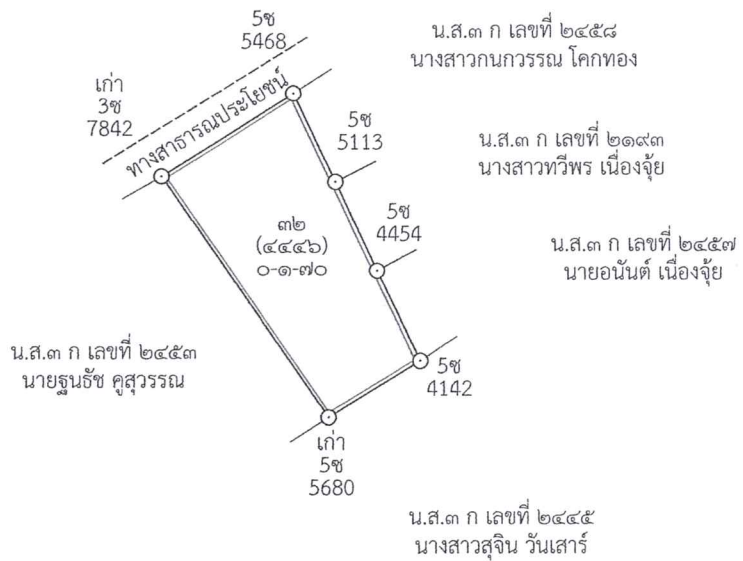 5ช
5468
น.ส.๓ ก เลขที่ ๒๔๕๘
นางสาวกนกวรรณ โคกทอง
เก่า
3ช
7842
ทางสาธารณประโยชน์
5ช
5113
น.ส.๓ ก เลขที่ ๒๑๙๓
นางสาวทวีพร เนื่องจุ้ย
๓๒
(๔๔๔๖)
๐-๑-๗๐
5ช
4454
น.ส.๓ ก เลขที่ ๒๔๕๗
นายอนันต์ เนื่องจุ้ย
น.ส.๓ ก เลขที่ ๒๔๕๓
นายฐนธัช คูสุวรรณ
5ช
4142
เก่า
5ช
5680
น.ส.๓ ก เลขที่ ๒๔๔๕
นางสาวสุจิน วันเสาร์